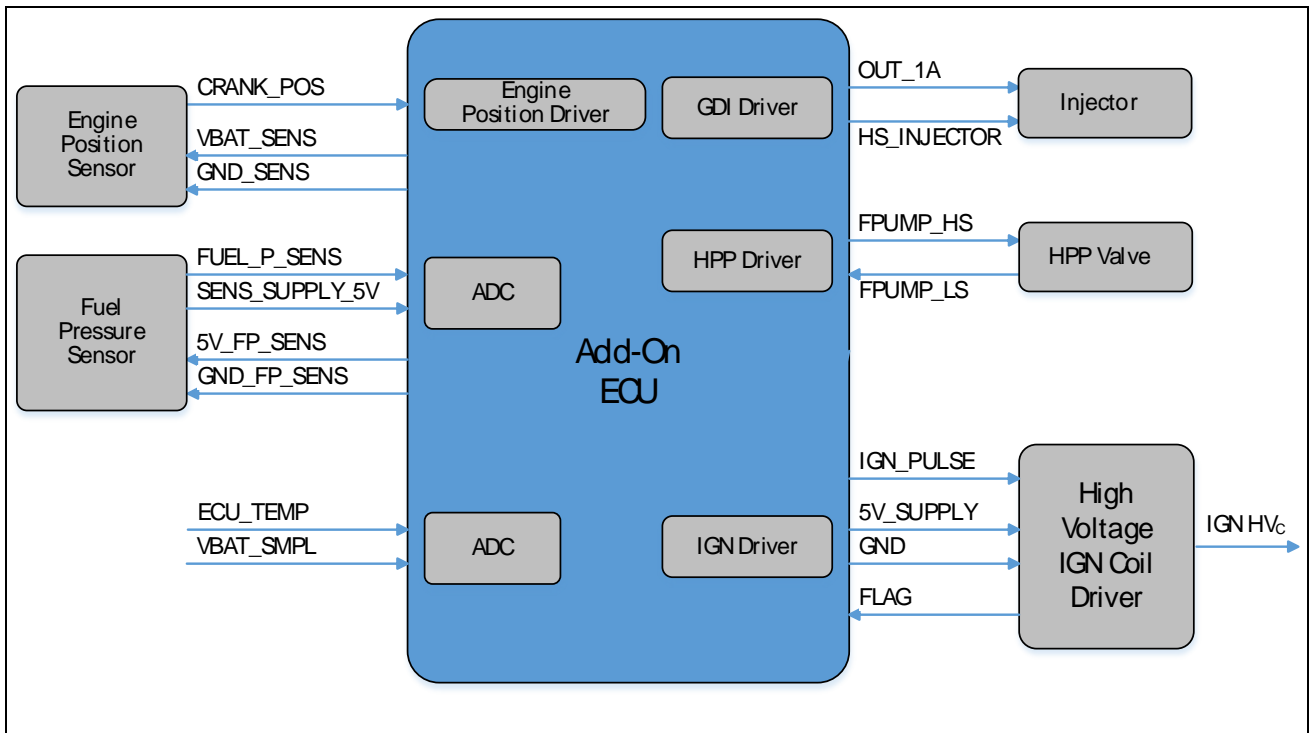 CRANK_POS
Engine
Position
Sensor
VBAT_SENS
GND_SENS
FUEL_P_SENS
SENS_SUPPLY_5V
Fuel
Pressure
Sensor
5V_FP_SENS
GND_FP_SENS
ECU_TEMP
VBAT_SMPL
Engine
Position Driver
ADC
ADC
Add-On
ECU
GDI Driver
HPP Driver
IGN Driver
OUT_1A
HS_INJECTOR
Injector
FPUMP_HS
FPUMP_LS
HPP Valve
IGN_PULSE
5V_SUPPLY
GND
FLAG
High
Voltage
IGN Coil
Driver
IGN HVC